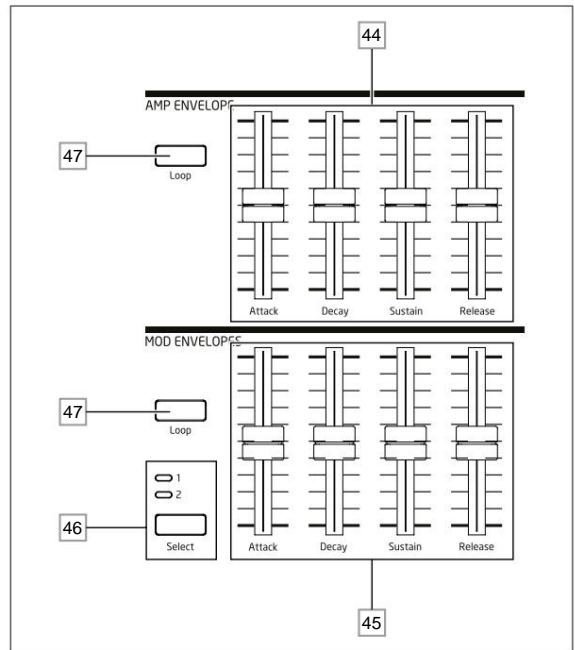 44
AMP ENVELOPE
47
Loop
Attack Decay Sustain Release
MOD ENVELOPES
47
Loop
1
2
46
Select
Attack Decay Sustain Release
45